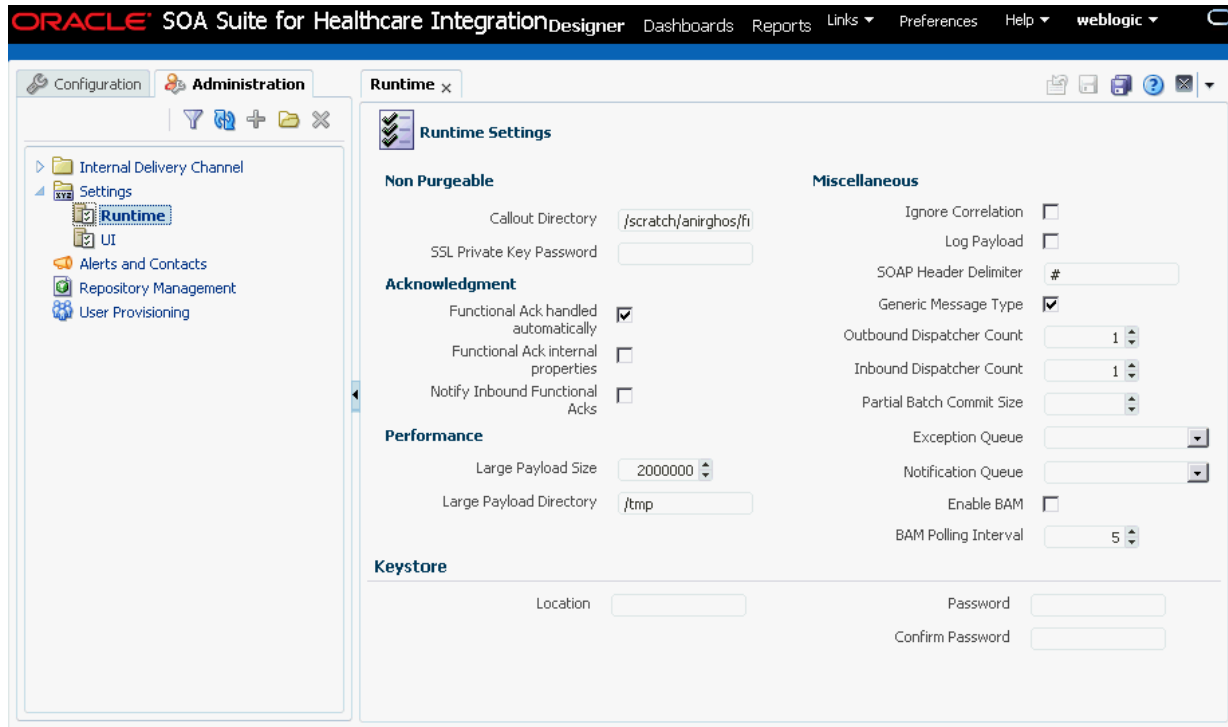 ORACLE SOA Suite for Healthcare Integration Designer Dashboards Reports Links Preferences Help weblogic
Configuration Administration
Runtime
Internal Delivery Channel
Settings
Runtime
UI
Alerts and Contacts
Repository Management
User Provisioning
Runtime Settings
Non Purgeable
Callout Directory /scratch/anirghos/f
SSL Private Key Password
Acknowledgment
Functional Ack handled
automatically
Functional Ack internal
properties
Notify Inbound Functional
Acks
Performance
Large Payload Size 2000000
Large Payload Directory /tmp
Miscellaneous
Ignore Correlation
Log Payload
SOAP Header Delimiter #
Generic Message Type
Outbound Dispatcher Count 1
Inbound Dispatcher Count 1
Partial Batch Commit Size
Exception Queue
Notification Queue
Enable BAM
BAM Polling Interval 5
Keystore
Location
Password
Confirm Password